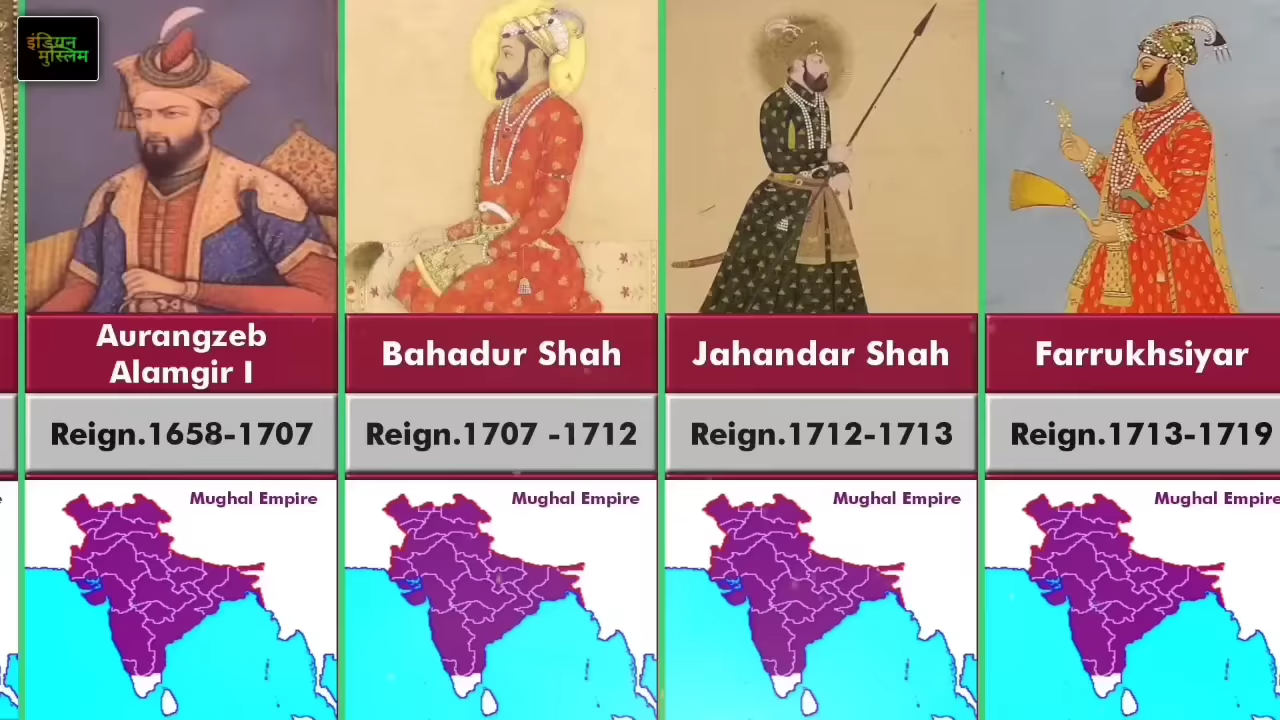 इंडियन
मुस्लिम
Aurangzeb
Alamgir I
Bahadur Shah
Jahandar Shah
Farrukhsiyar
Reign.1658-1707
Reign.1707 -1712
Reign.1712-1713
Reign.1713-1719
Mughal Empire
Mughal Empire
Mughal Empire
Mughal Empire